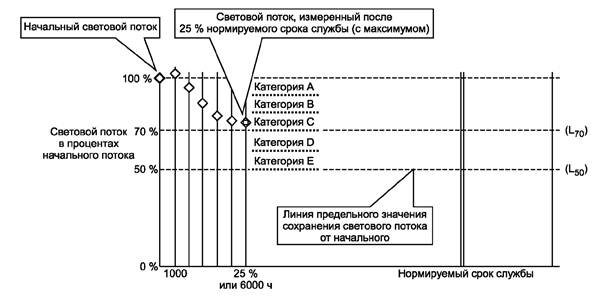 Начальный световой поток
Световой поток, измеренный после
25 % нормируемого срока службы (с максимумом)
100 %
Категория A
Категория B
Категория C
Световой поток
в процентах
начального потока
70 %
(L70)
Категория D
Категория E
50 %
(L50)
Линия предельного значения
сохранения светового потока
от начального
0 %
1000
25 %
или 6000 ч
Нормируемый срок службы